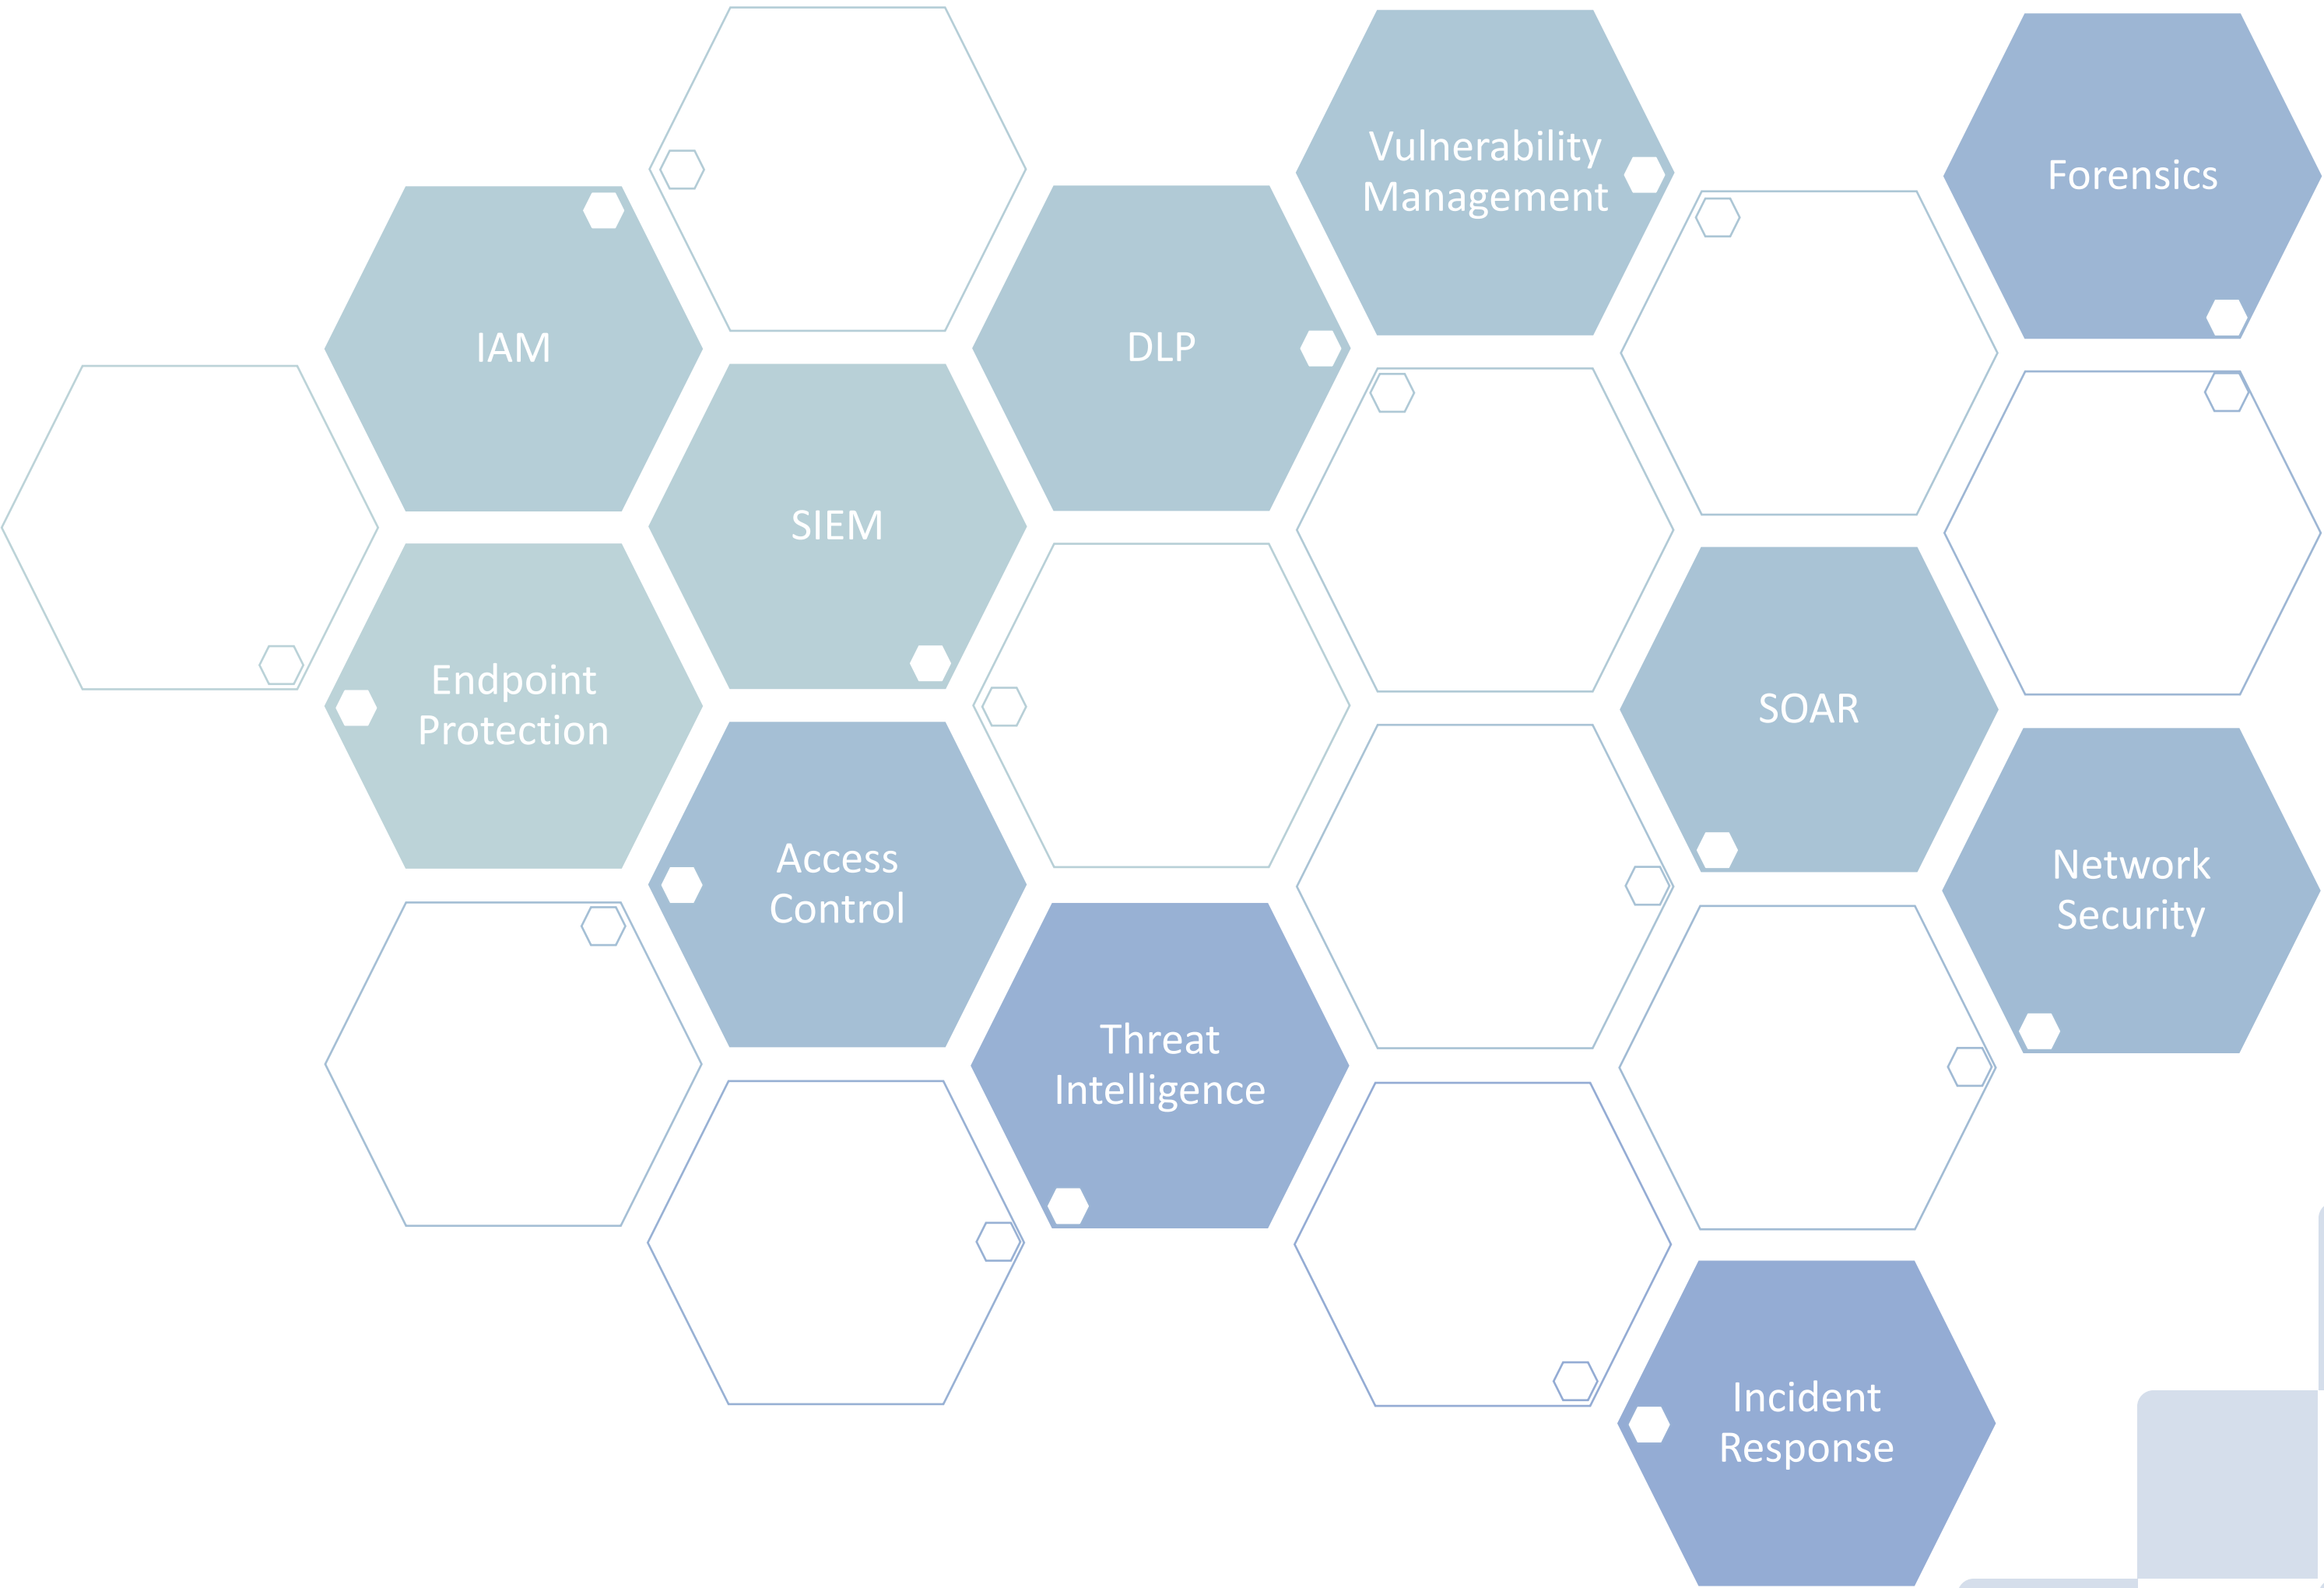 Vulnerability
Management
Forensics
IAM
DLP
SIEM
Endpoint
Protection
SOAR
Access
Control
Network
Security
Threat
Intelligence
Incident
Response